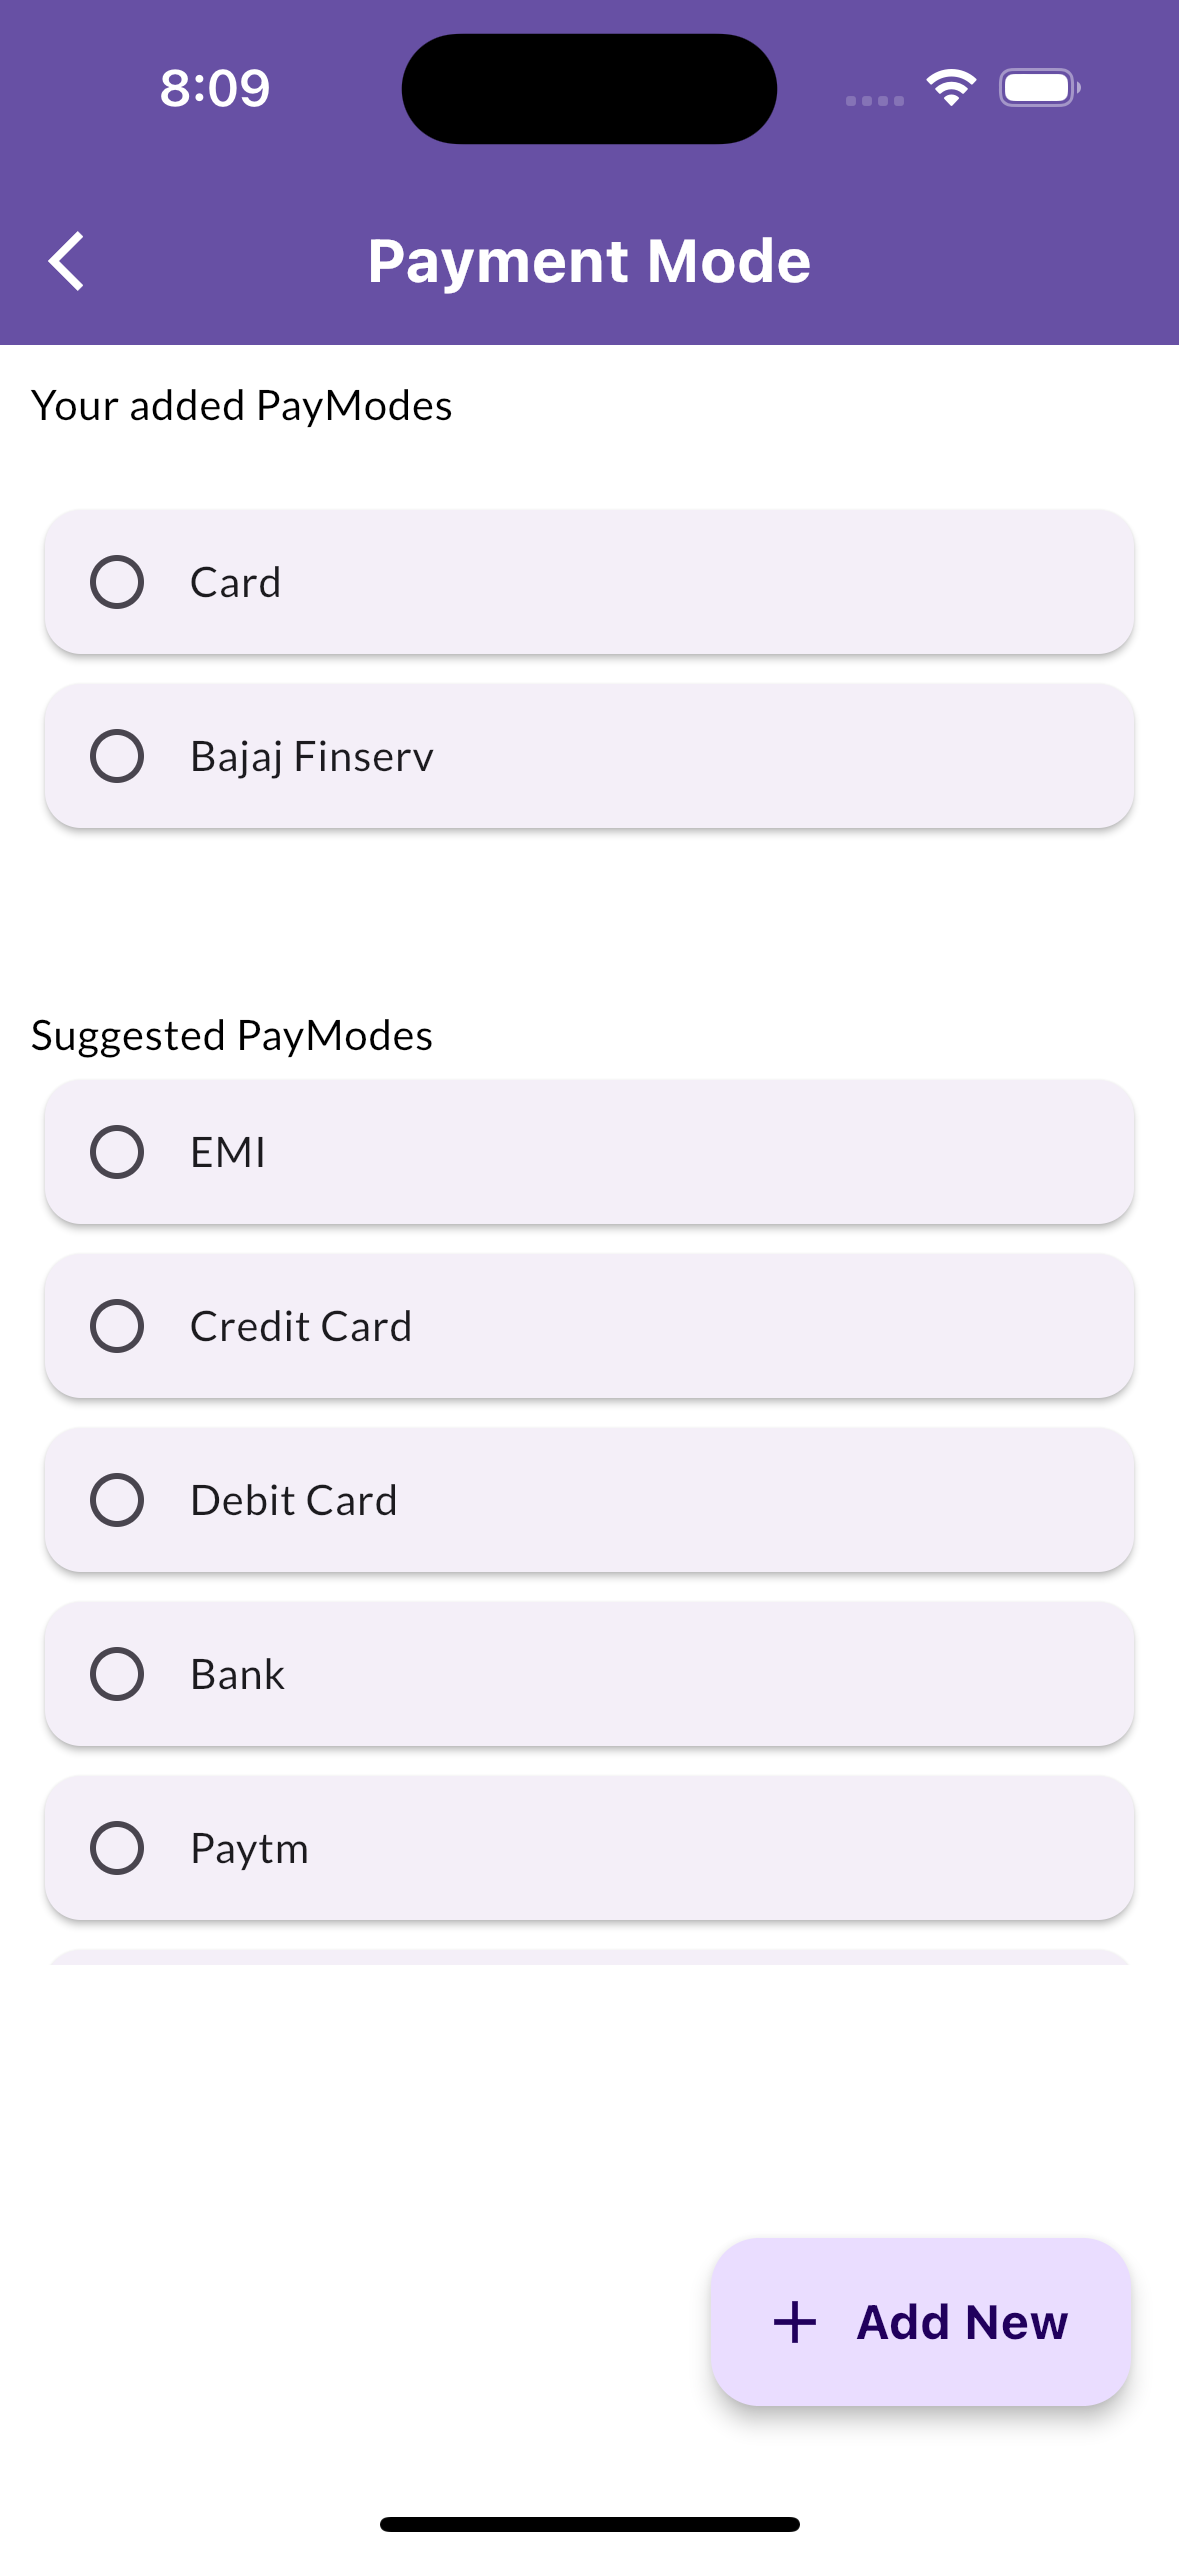 8:09
Payment Mode
Your added PayModes
Card
Bajaj Finserv
Suggested PayModes
EMI
Credit Card
Debit Card
Bank
Paytm
Add New